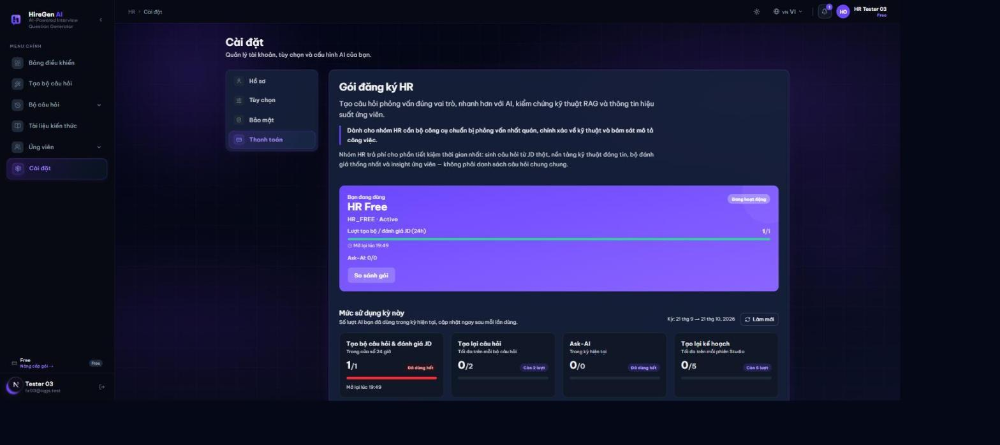 HireGen AI
AI-Powered Interview
Question Generator
MENU CHÍNH
Bảng điều khiển
Tạo bộ câu hỏi
Bộ câu hỏi
Tài liệu kiến thức
Ứng viên
Cài đặt
Free
Nâng cấp gói →
Free
N
Tester 03
hr03@iqgs.test
HR › Cài đặt
VN VI
1
HO
HR Tester 03
Free
Cài đặt
Quản lý tài khoản, tùy chọn và cấu hình AI của bạn.
Hồ sơ
Tùy chọn
Bảo mật
Thanh toán
Gói đăng ký HR
Tạo câu hỏi phỏng vấn đúng vai trò, nhanh hơn với AI, kiểm chứng kỹ thuật RAG và thông tin hiệu
suất ứng viên.
Dành cho nhóm HR cần bộ công cụ chuẩn bị phỏng vấn nhất quán, chính xác về kỹ thuật và bám sát mô tả
công việc.
Nhóm HR trả phí cho phần tiết kiệm thời gian nhất: sinh câu hỏi từ JD thật, nền tảng kỹ thuật đáng tin, bộ đánh
giá thống nhất và insight ứng viên — không phải danh sách câu hỏi chung chung.
Bạn đang dùng
Đang hoạt động
HR Free
HR_FREE · Active
Lượt tạo bộ / đánh giá JD (24h)
1/1
Mở lại lúc 19:49
Ask-AI: 0/0
So sánh gói
Mức sử dụng kỳ này
Số lượt AI bạn đã dùng trong kỳ hiện tại, cập nhật ngay sau mỗi lần dùng.
Kỳ: 21 thg 9 → 21 thg 10, 2026
Làm mới
Tạo bộ câu hỏi & đánh giá JD
Trong cửa sổ 24 giờ
1/1
Đã dùng hết
Mở lại lúc 19:49
Tạo lại câu hỏi
Tối đa trên mỗi bộ câu hỏi
0/2
Còn 2 lượt
Ask-AI
Trong kỳ hiện tại
0/0
Đã dùng hết
Tạo lại kế hoạch
Tối đa trên mỗi phiên Studio
0/5
Còn 5 lượt